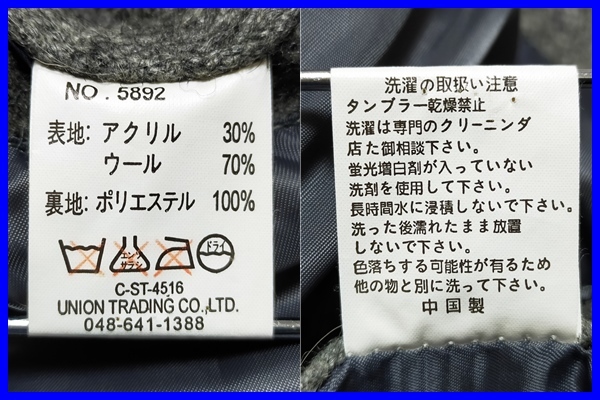 NO. 5892
表地: アクリル 30%
ウール 70%
裏地: ポリエステル 100%
エンソ
サラシ
ドライ
C-ST-4516
UNION TRADING CO.,LTD.
048-641-1388
洗濯の取扱い注意
タンブラー乾燥禁止
洗濯は専門のクリーニンダ
店た御相談下さい。
蛍光増白剤が入っていない
洗剤を使用して下さい。
長時間水に浸積しないで下さい。
洗った後濡れたまま放置
しないで下さい。
色落ちする可能性が有るため
他の物と別に洗って下さい。
中国製